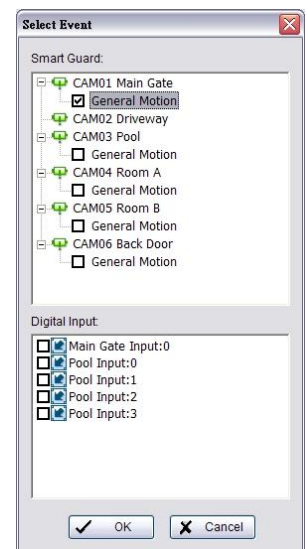 Select Event
Smart Guard:
CAM01 Main Gate
General Motion
CAM02 Driveway
CAM03 Pool
General Motion
CAM04 Room A
General Motion
CAM05 Room B
General Motion
CAM06 Back Door
General Motion
Digital Input:
Main Gate Input:0
Pool Input:0
Pool Input:1
Pool Input:2
Pool Input:3
OK
Cancel